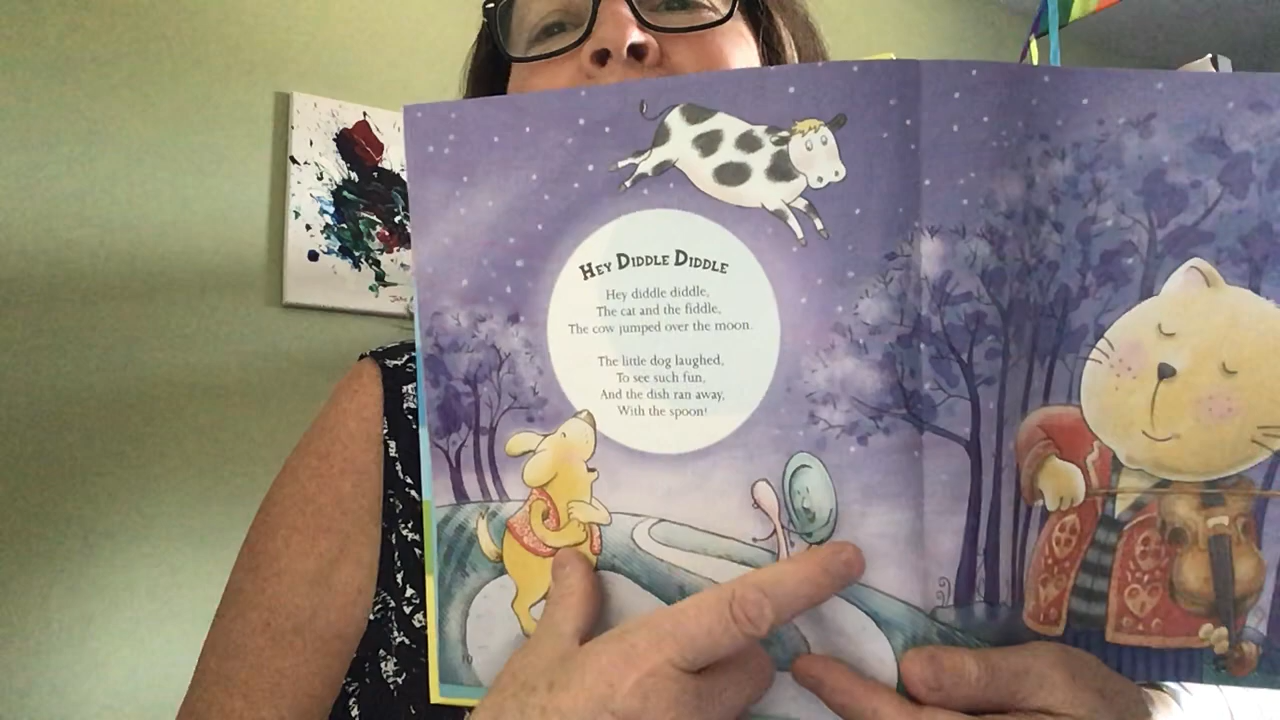 HEY DIDDLE DIDDLE
Hey diddle diddle,
The cat and the fiddle,
The cow jumped over the moon.
The little dog laughed,
To see such fun,
And the dish ran away,
With the spoon!
10